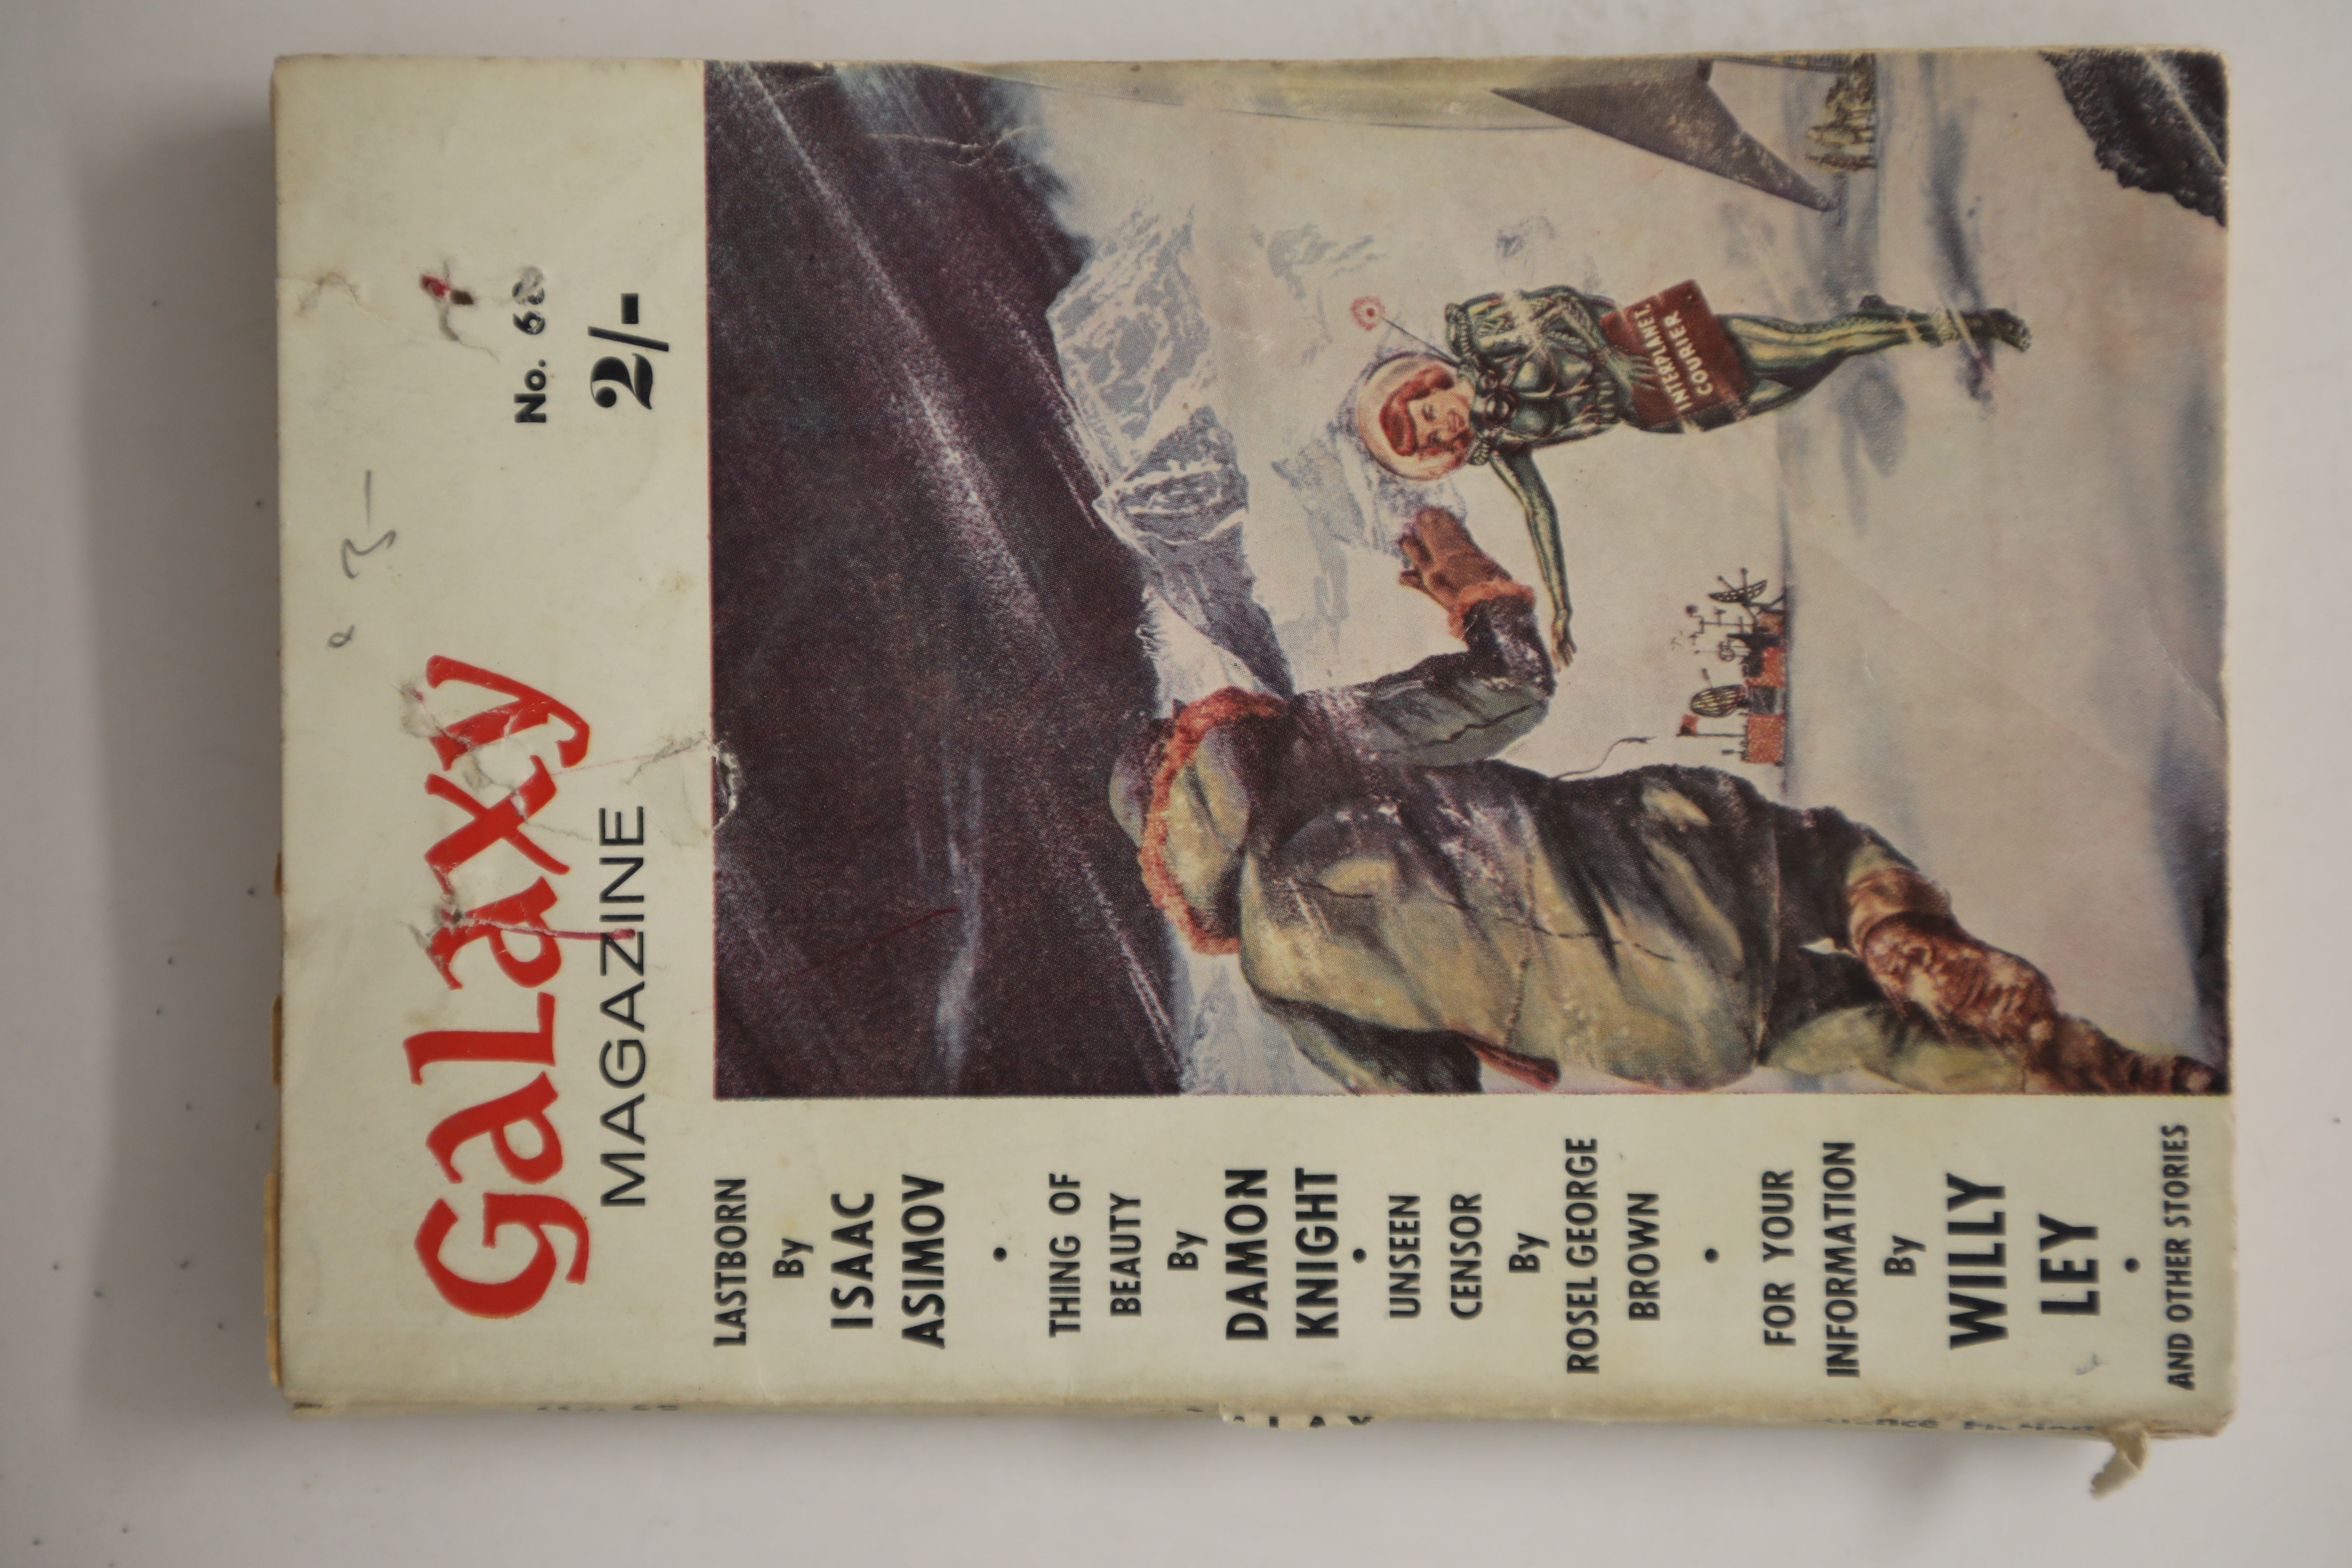 GaLaxy
MAGAZINE
No. 68
2/-
LASTBORN
By
ISAAC
ASIMOV
•
THING OF
BEAUTY
By
DAMON
KNIGHT
•
UNSEEN
CENSOR
By
ROSEL GEORGE
BROWN
•
FOR YOUR
INFORMATION
By
WILLY
LEY
•
AND OTHER STORIES
INTERPLANET.
COURIER